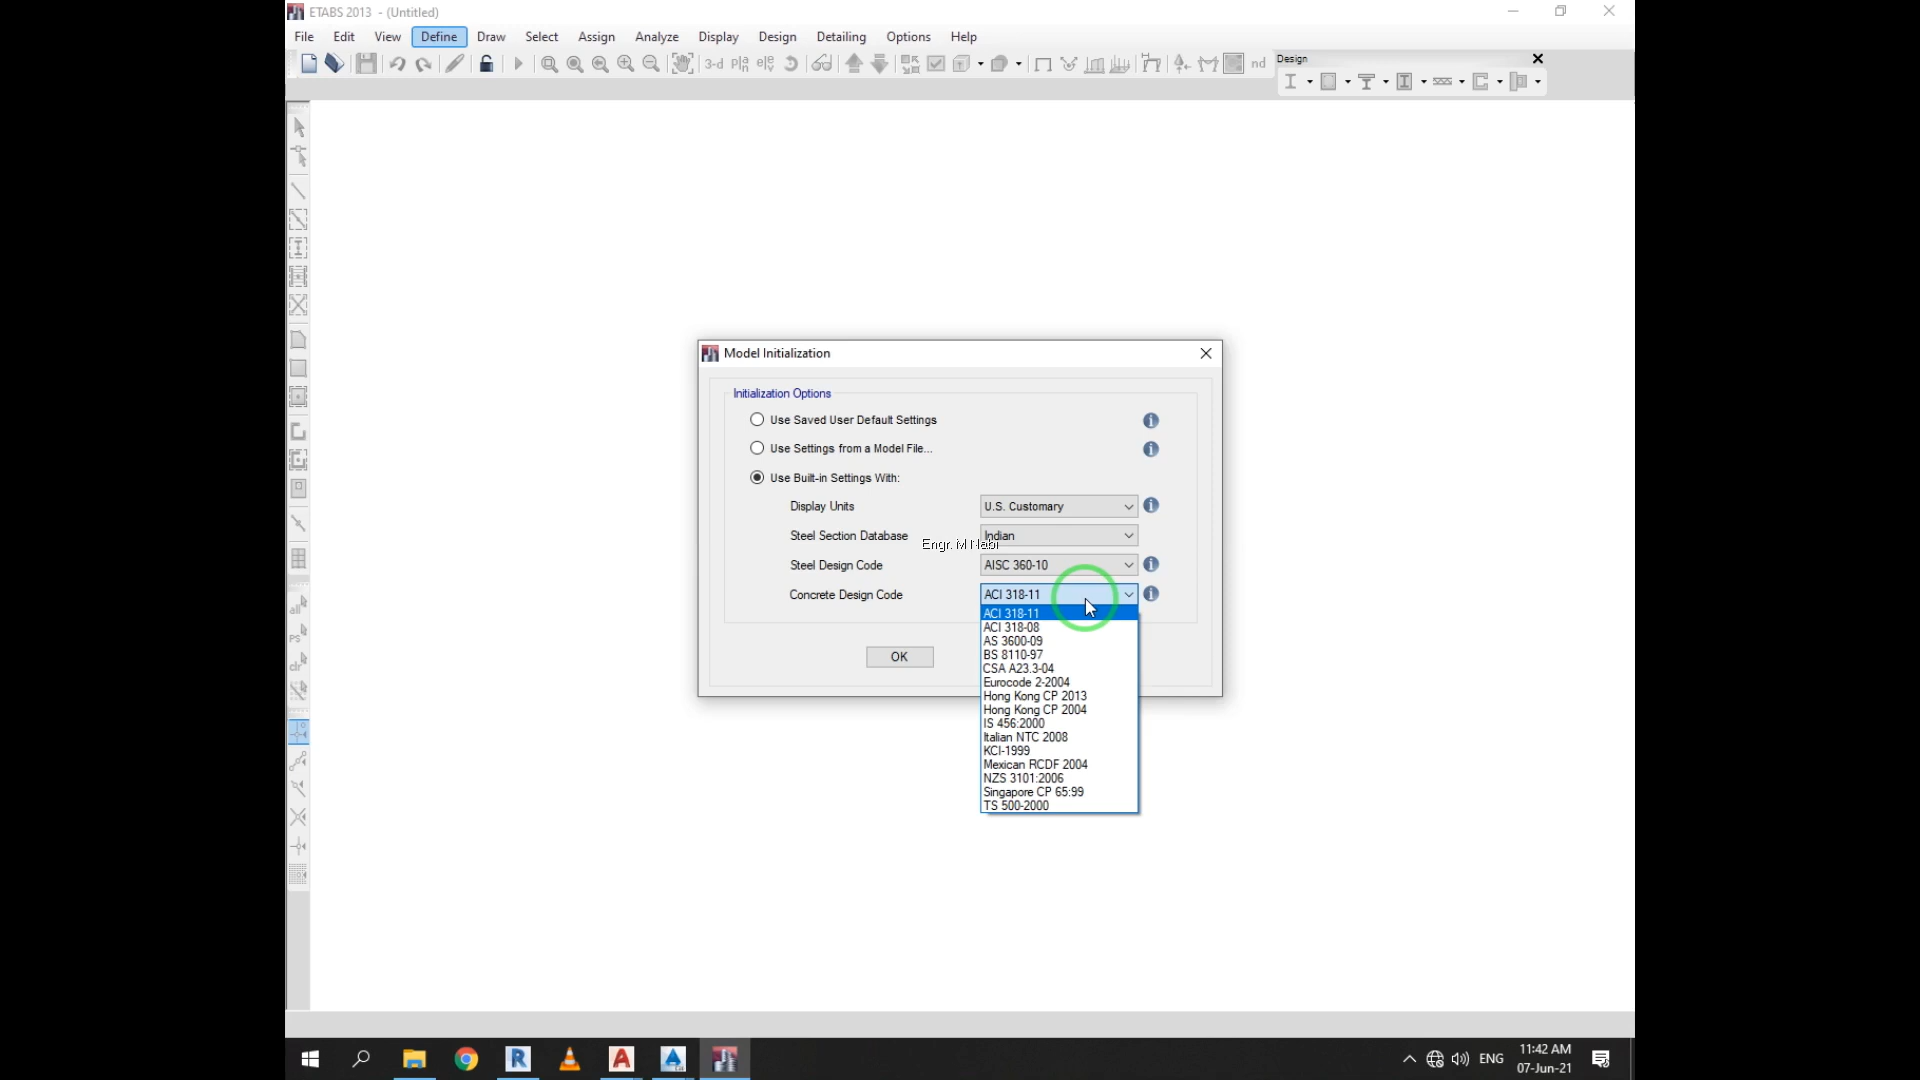 ETABS 2013 - (Untitled)
File Edit View Define Draw Select Assign Analyze Display Design Detailing Options Help
3-d
nd
Design
Model Initialization
Initialization Options
Use Saved User Default Settings
Use Settings from a Model File...
Use Built-in Settings With:
Display Units U.S. Customary
Steel Section Database Indian
Engr. M Nabi
Steel Design Code AISC 360-10
Concrete Design Code ACI 318-11
ACI 318-11
ACI 318-08
AS 3600-09
BS 8110-97
CSA A23.3-04
Eurocode 2-2004
Hong Kong CP 2013
Hong Kong CP 2004
IS 456:2000
Italian NTC 2008
KCI-1999
Mexican RCDF 2004
NZS 3101:2006
Singapore CP 65:99
TS 500-2000
OK
all
ps
clr
ENG
11:42 AM
07-Jun-21